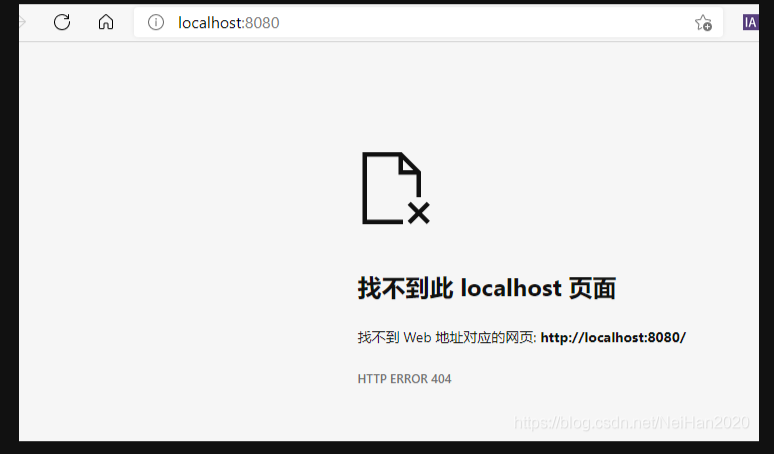 localhost:8080
IA
找不到此 localhost 页面
找不到 Web 地址对应的网页: http://localhost:8080/
HTTP ERROR 404
https://blog.csdn.net/NeiHan2020